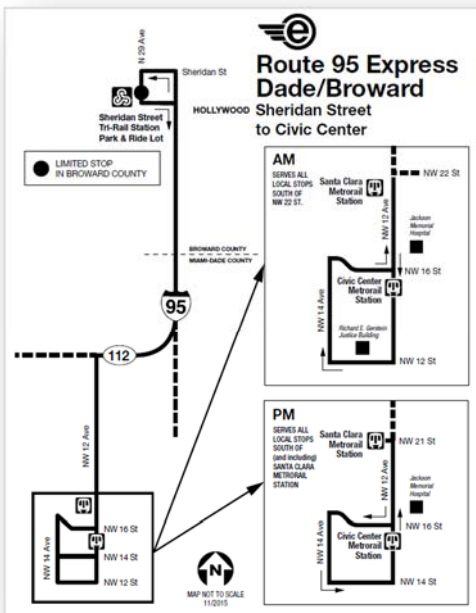 Route 95 Express
Dade/Broward
Sheridan Street
to Civic Center
N 29 Ave
Sheridan St
HOLLYWOOD
Sheridan Street
Tri-Rail Station
Park & Ride Lot
LIMITED STOP
IN BROWARD COUNTY
BROWARD COUNTY
MIAMI-DADE COUNTY
95
112
NW 12 Ave
NW 16 St
NW 14 Ave
NW 14 St
NW 12 St
N
MAP NOT TO SCALE
11/2015
AM
SERVES ALL
LOCAL STOPS
SOUTH OF
NW 22 ST.
Santa Clara
Metrorail
Station
NW 22 St
NW 12 Ave
Jackson
Memorial
Hospital
NW 16 St
Civic Center
Metrorail
Station
NW 14 Ave
Richard E. Gerstein
Justice Building
NW 12 St
PM
SERVES ALL
LOCAL STOPS
SOUTH OF
(and including)
SANTA CLARA
METRORAIL
STATION
Santa Clara
Metrorail
Station
NW 21 St
NW 12 Ave
Jackson
Memorial
Hospital
NW 16 St
Civic Center
Metrorail
Station
NW 14 Ave
NW 14 St